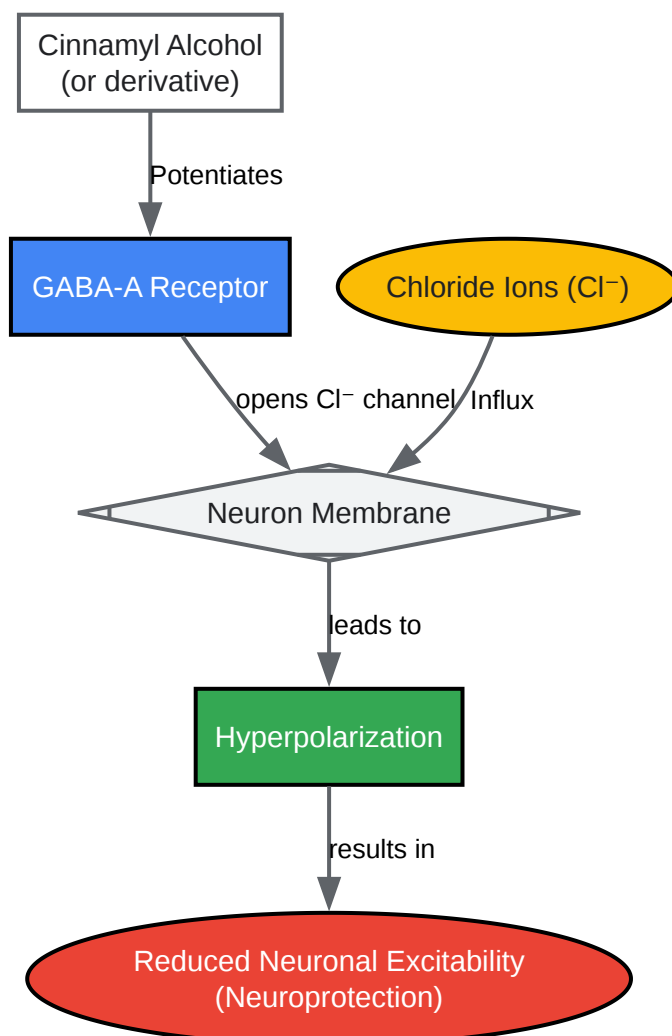 Cinnamyl Alcohol
(or derivative)
Potentiates
GABA-A Receptor
Chloride Ions (Cl⁻)
opens Cl⁻ channel
Influx
Neuron Membrane
leads to
Hyperpolarization
results in
Reduced Neuronal Excitability
(Neuroprotection)